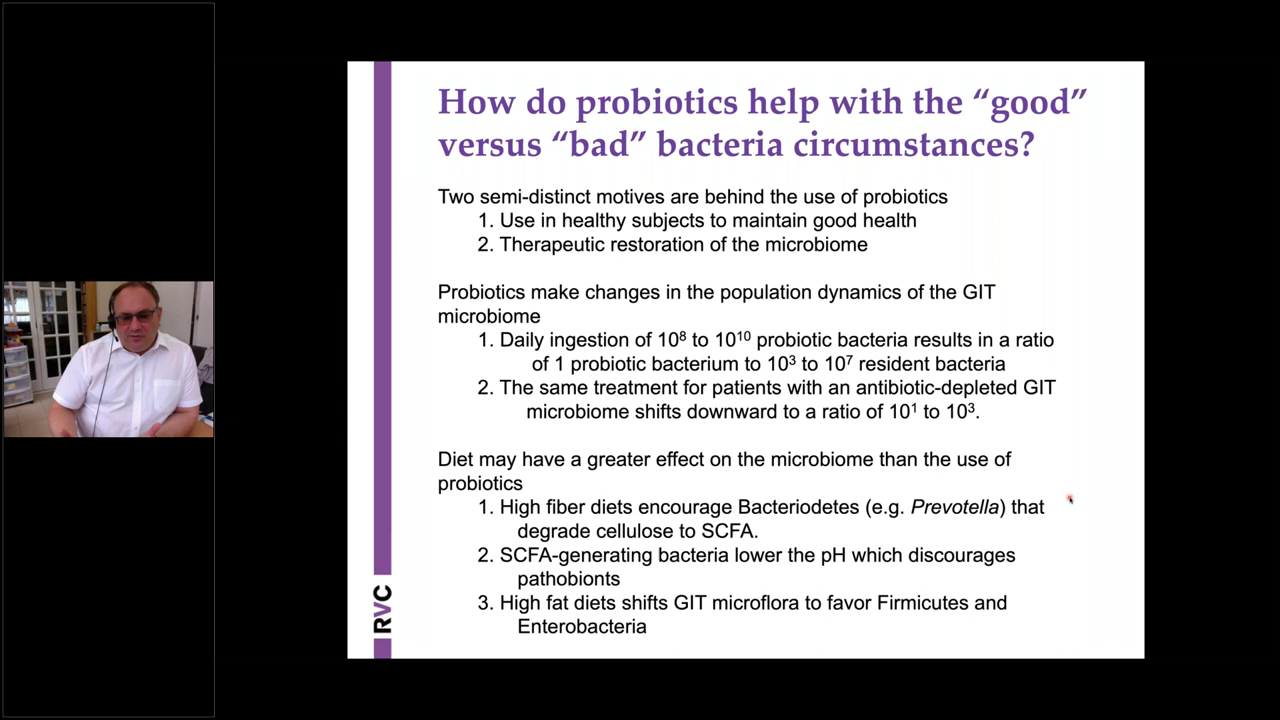 How do probiotics help with the “good”
versus “bad” bacteria circumstances?
Two semi-distinct motives are behind the use of probiotics
1. Use in healthy subjects to maintain good health
2. Therapeutic restoration of the microbiome
Probiotics make changes in the population dynamics of the GIT
microbiome
1. Daily ingestion of 10⁸ to 10¹⁰ probiotic bacteria results in a ratio
of 1 probiotic bacterium to 10³ to 10⁷ resident bacteria
2. The same treatment for patients with an antibiotic-depleted GIT
microbiome shifts downward to a ratio of 10¹ to 10³.
Diet may have a greater effect on the microbiome than the use of
probiotics
1. High fiber diets encourage Bacteriodetes (e.g. Prevotella) that
degrade cellulose to SCFA.
2. SCFA-generating bacteria lower the pH which discourages
pathobionts
3. High fat diets shifts GIT microflora to favor Firmicutes and
Enterobacteria
RVC